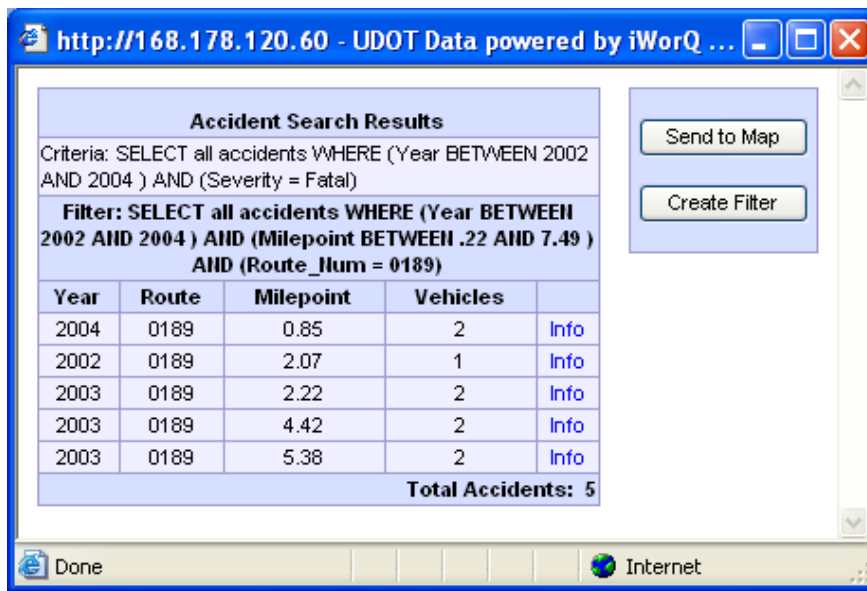 http://168.178.120.60 - UDOT Data powered by iWorQ ...
Accident Search Results
Criteria: SELECT all accidents WHERE (Year BETWEEN 2002
AND 2004 ) AND (Severity = Fatal)
Filter: SELECT all accidents WHERE (Year BETWEEN
2002 AND 2004 ) AND (Milepoint BETWEEN .22 AND 7.49 )
AND (Route_Num = 0189)
Year Route Milepoint Vehicles
2004 0189 0.85 2 Info
2002 0189 2.07 1 Info
2003 0189 2.22 2 Info
2003 0189 4.42 2 Info
2003 0189 5.38 2 Info
Total Accidents: 5
Send to Map
Create Filter
Done Internet